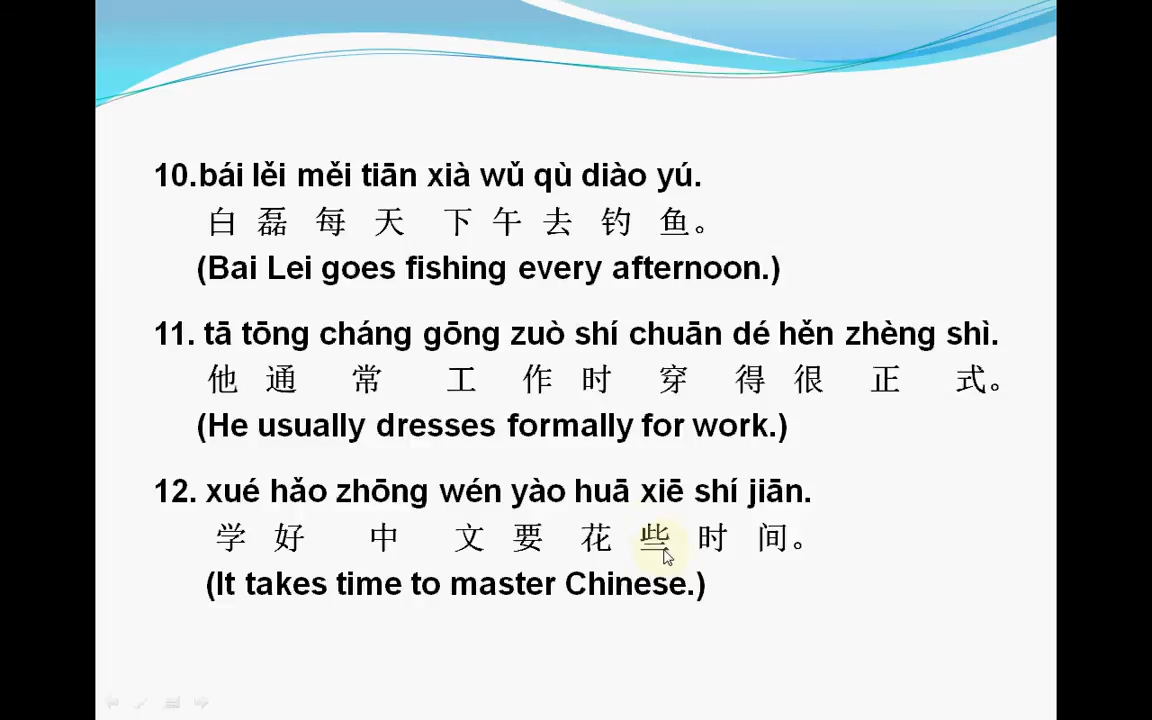 10.bái lěi měi tiān xià wǔ qù diào yú.
白 磊 每 天 下 午 去 钓 鱼。
(Bai Lei goes fishing every afternoon.)
11. tā tōng cháng gōng zuò shí chuān dé hěn zhèng shì.
他 通 常 工 作 时 穿 得 很 正 式。
(He usually dresses formally for work.)
12. xué hǎo zhōng wén yào huā xiē shí jiān.
学 好 中 文 要 花 些 时 间。
(It takes time to master Chinese.)